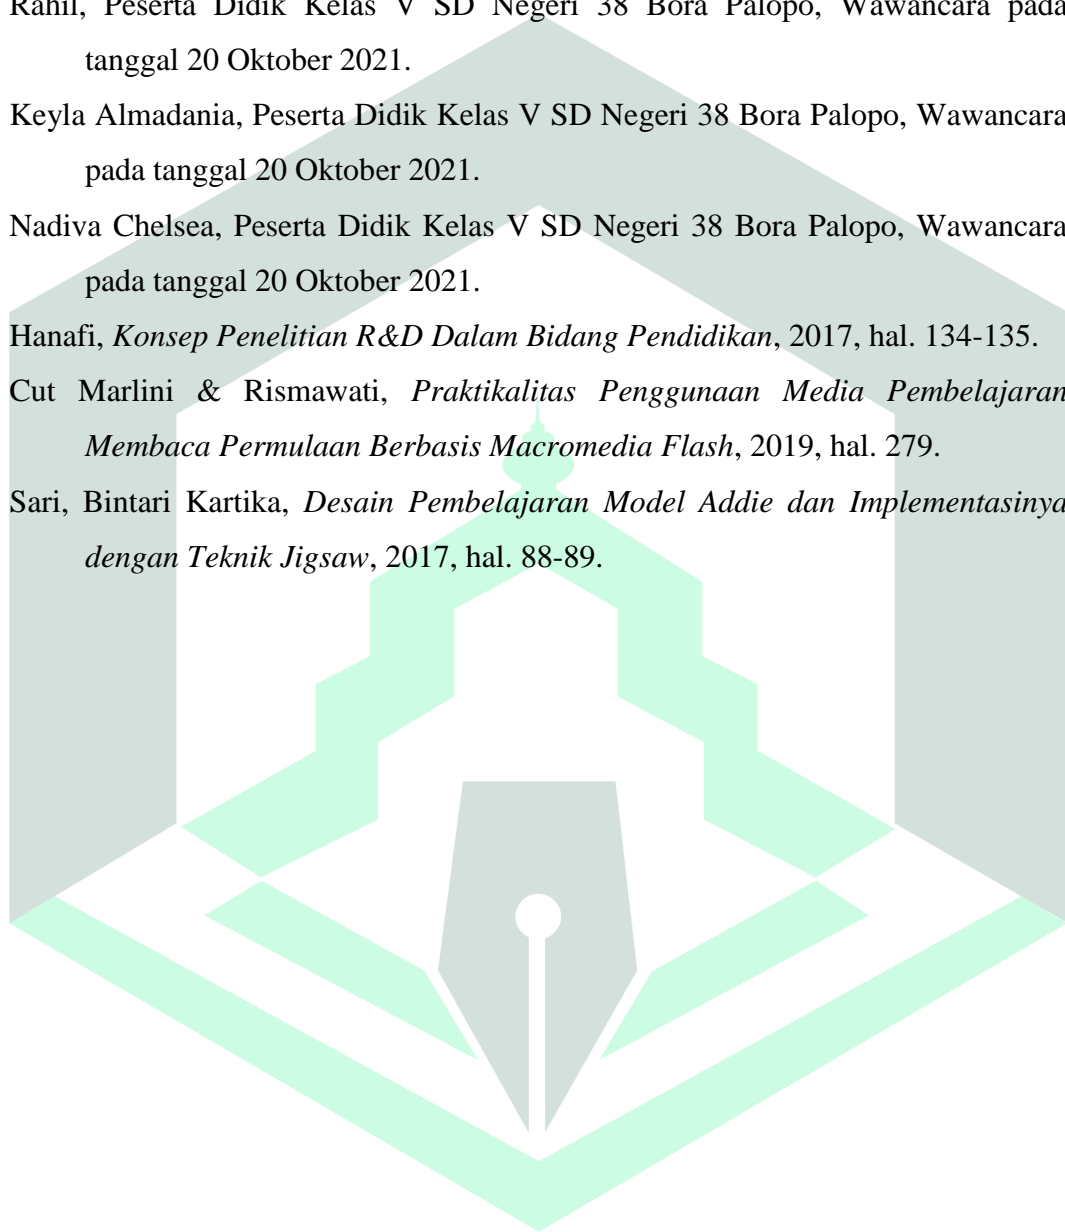 Rahil, Peserta Didik Kelas V SD Negeri 38 Bora Palopo, Wawancara pada
tanggal 20 Oktober 2021.
Keyla Almadania, Peserta Didik Kelas V SD Negeri 38 Bora Palopo, Wawancara
pada tanggal 20 Oktober 2021.
Nadiva Chelsea, Peserta Didik Kelas V SD Negeri 38 Bora Palopo, Wawancara
pada tanggal 20 Oktober 2021.
Hanafi, Konsep Penelitian R&D Dalam Bidang Pendidikan, 2017, hal. 134-135.
Cut Marlini & Rismawati, Praktikalitas Penggunaan Media Pembelajaran
Membaca Permulaan Berbasis Macromedia Flash, 2019, hal. 279.
Sari, Bintari Kartika, Desain Pembelajaran Model Addie dan Implementasinya
dengan Teknik Jigsaw, 2017, hal. 88-89.